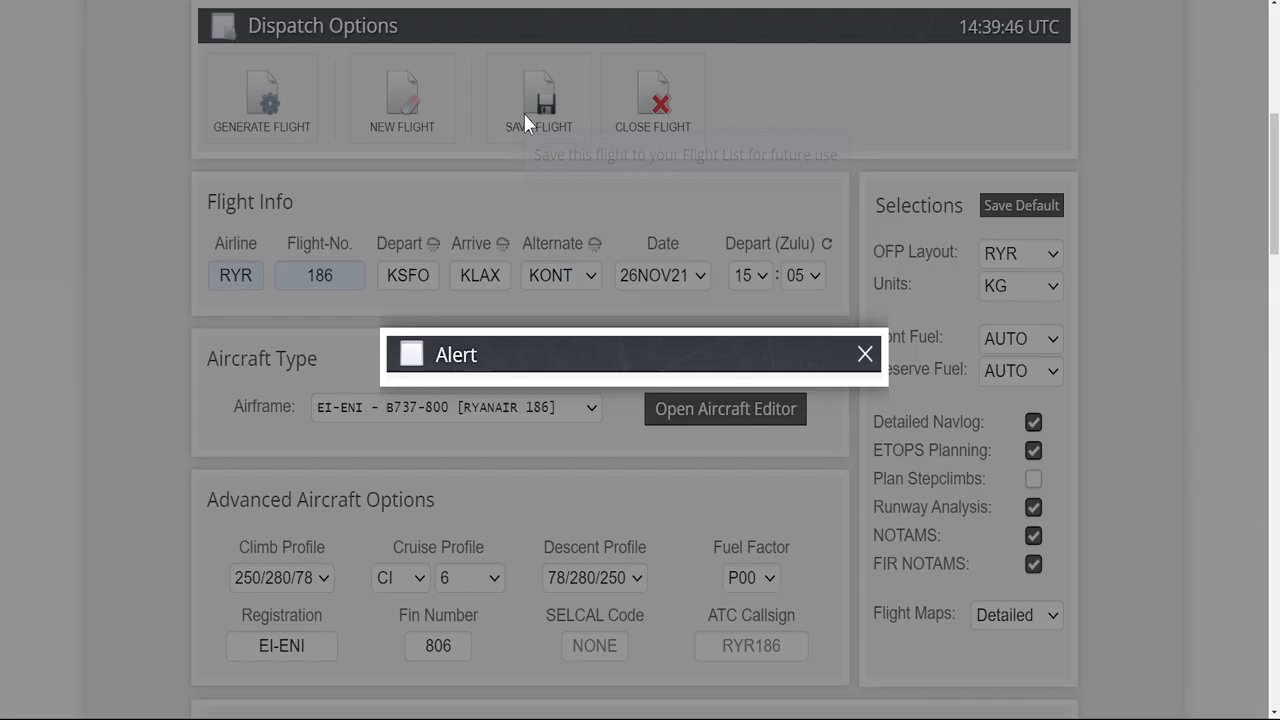 Dispatch Options
14:39:46 UTC
GENERATE FLIGHT
NEW FLIGHT
SAVE FLIGHT
CLOSE FLIGHT
Save this flight to your Flight List for future use
Flight Info
Airline Flight-No. Depart Arrive Alternate Date Depart (Zulu)
RYR 186 KSFO KLAX KONT 26NOV21 15 : 05
Selections
Save Default
OFP Layout: RYR
Units: KG
ont Fuel: AUTO
eserve Fuel: AUTO
Detailed Navlog:
ETOPS Planning:
Plan Stepclimbs:
Runway Analysis:
NOTAMS:
FIR NOTAMS:
Flight Maps: Detailed
Alert
Aircraft Type
Airframe: EI-ENI - B737-800 [RYANAIR 186]
Open Aircraft Editor
Advanced Aircraft Options
Climb Profile Cruise Profile Descent Profile Fuel Factor
250/280/78 CI 6 78/280/250 P00
Registration Fin Number SELCAL Code ATC Callsign
EI-ENI 806 NONE RYR186